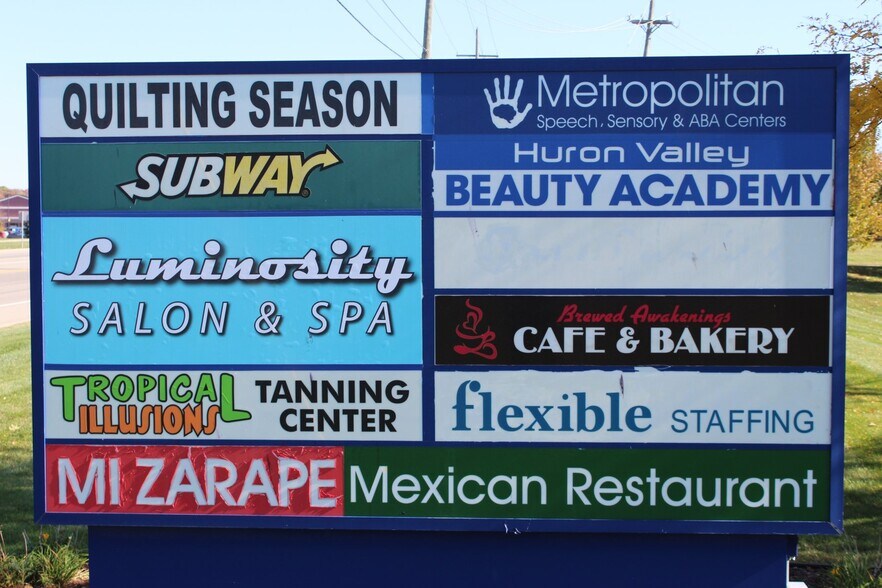 QUILTING SEASON
SUBWAY
Luminosity
SALON & SPA
TROPICAL
ILLUSIONS
TANNING
CENTER
Metropolitan
Speech, Sensory & ABA Centers
Huron Valley
BEAUTY ACADEMY
Brewed Awakenings
CAFE & BAKERY
flexible STAFFING
MI ZARAPE Mexican Restaurant